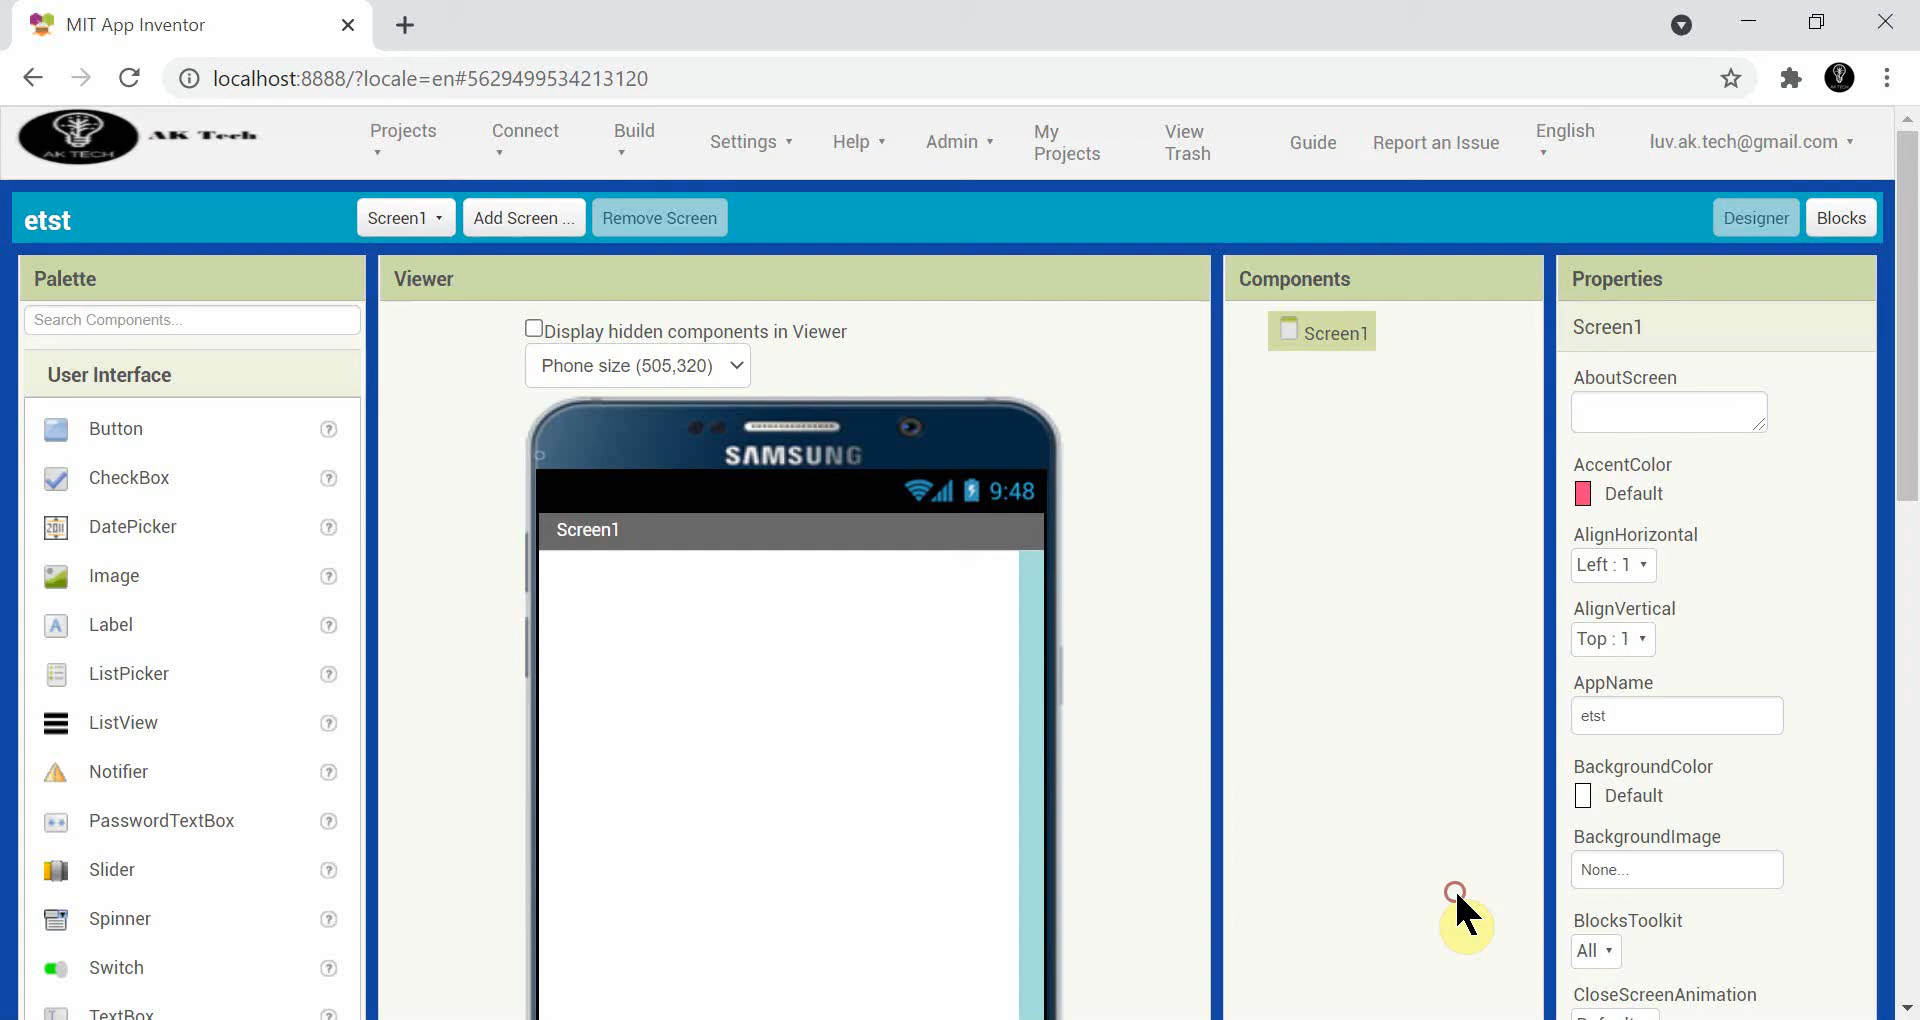 MIT App Inventor
localhost:8888/?locale=en#5629499534213120
AK TECH
AK Tech
Projects
Connect
Build
Settings
Help
Admin
My Projects
View Trash
Guide
Report an Issue
English
luv.ak.tech@gmail.com
etst
Screen1
Add Screen ...
Remove Screen
Designer
Blocks
Palette
Search Components...
User Interface
Button
CheckBox
DatePicker
Image
Label
ListPicker
ListView
Notifier
PasswordTextBox
Slider
Spinner
Switch
TextBox
Viewer
Display hidden components in Viewer
Phone size (505,320)
SAMSUNG
9:48
Screen1
Components
Screen1
Properties
Screen1
AboutScreen
AccentColor
Default
AlignHorizontal
Left : 1
AlignVertical
Top : 1
AppName
etst
BackgroundColor
Default
BackgroundImage
None...
BlocksToolkit
All
CloseScreenAnimation